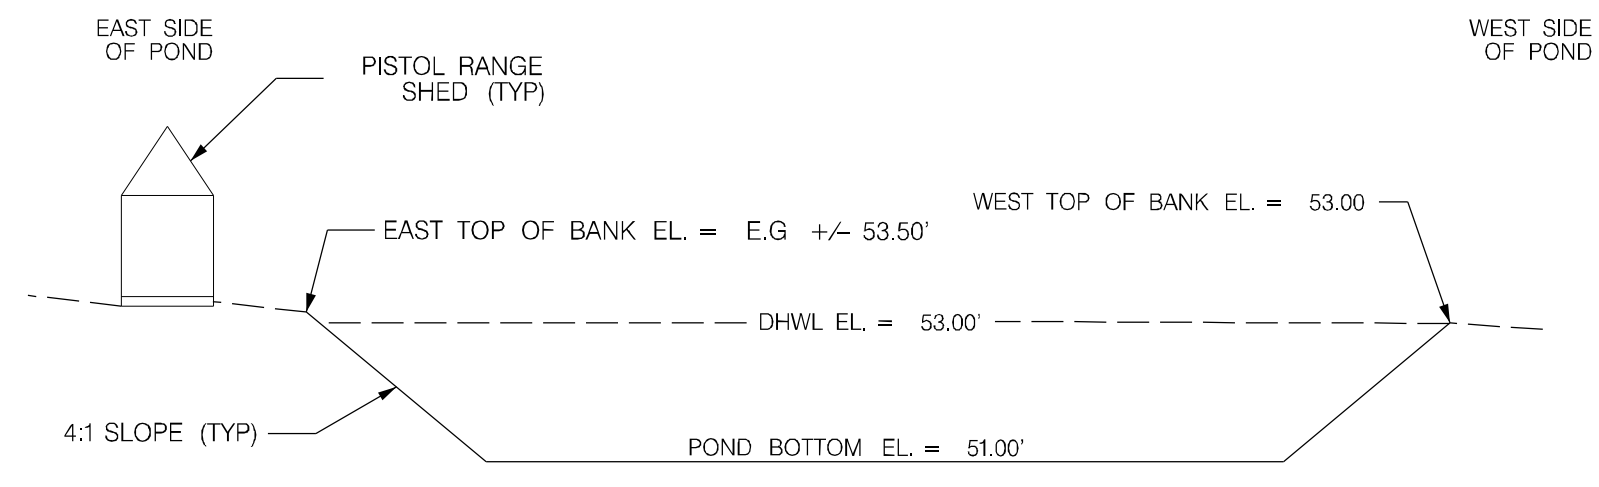 EAST SIDE
OF POND
WEST SIDE
OF POND
PISTOL RANGE
SHED (TYP)
WEST TOP OF BANK EL. = 53.00
EAST TOP OF BANK EL. = E.G +/- 53.50'
DHWL EL. = 53.00'
4:1 SLOPE (TYP)
POND BOTTOM EL. = 51.00'